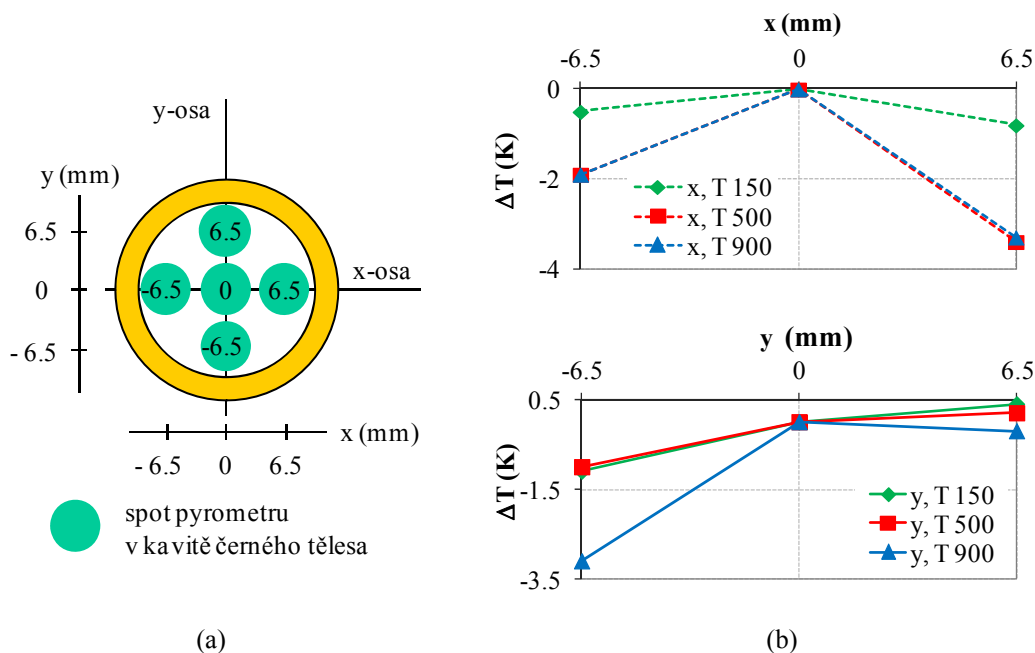 y-osa
y (mm)
6.5
0
- 6.5
6.5
-6.5
0
6.5
-6.5
x-osa
x (mm)
- 6.5
0
6.5
spot pyrometru
v kavitě černého tělesa
(a)
x (mm)
-6.5
0
6.5
0
-2
-4
ΔT (K)
x, T 150
x, T 500
x, T 900
y (mm)
-6.5
0
6.5
0.5
-1.5
-3.5
ΔT (K)
y, T 150
y, T 500
y, T 900
(b)